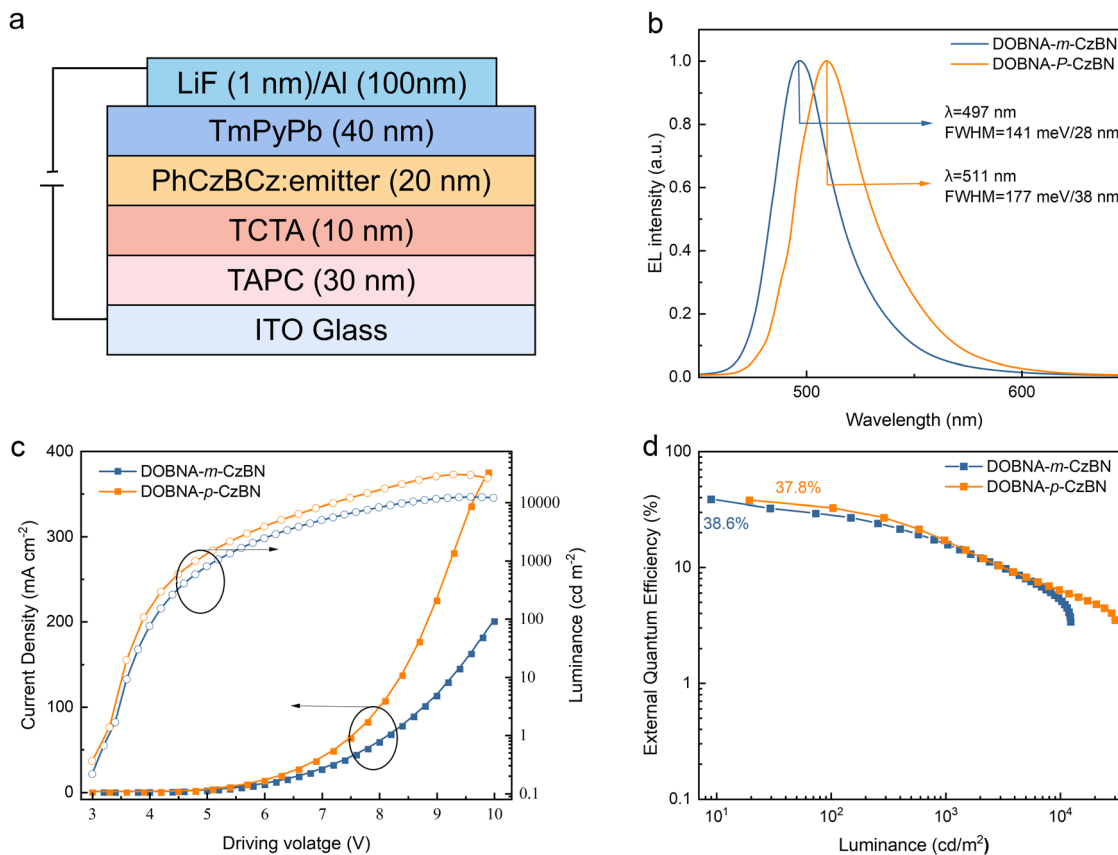 a
LiF (1 nm)/Al (100nm)
TmPyPb (40 nm)
PhCzBCz:emitter (20 nm)
TCTA (10 nm)
TAPC (30 nm)
ITO Glass
b
DOBNA-m-CzBN
DOBNA-P-CzBN
λ=497 nm
FWHM=141 meV/28 nm
λ=511 nm
FWHM=177 meV/38 nm
1.0
0.8
0.6
0.4
0.2
0.0
EL intensity (a.u.)
500
600
Wavelength (nm)
c
DOBNA-m-CzBN
DOBNA-p-CzBN
400
350
300
250
200
150
100
50
0
Current Density (mA cm-2)
10000
1000
100
10
1
0.1
Luminance (cd m-2)
3
4
5
6
7
8
9
10
Driving volatge (V)
d
DOBNA-m-CzBN
DOBNA-p-CzBN
37.8%
38.6%
100
10
1
0.1
External Quantum Efficiency (%)
10¹
10²
10³
10⁴
Luminance (cd/m²)